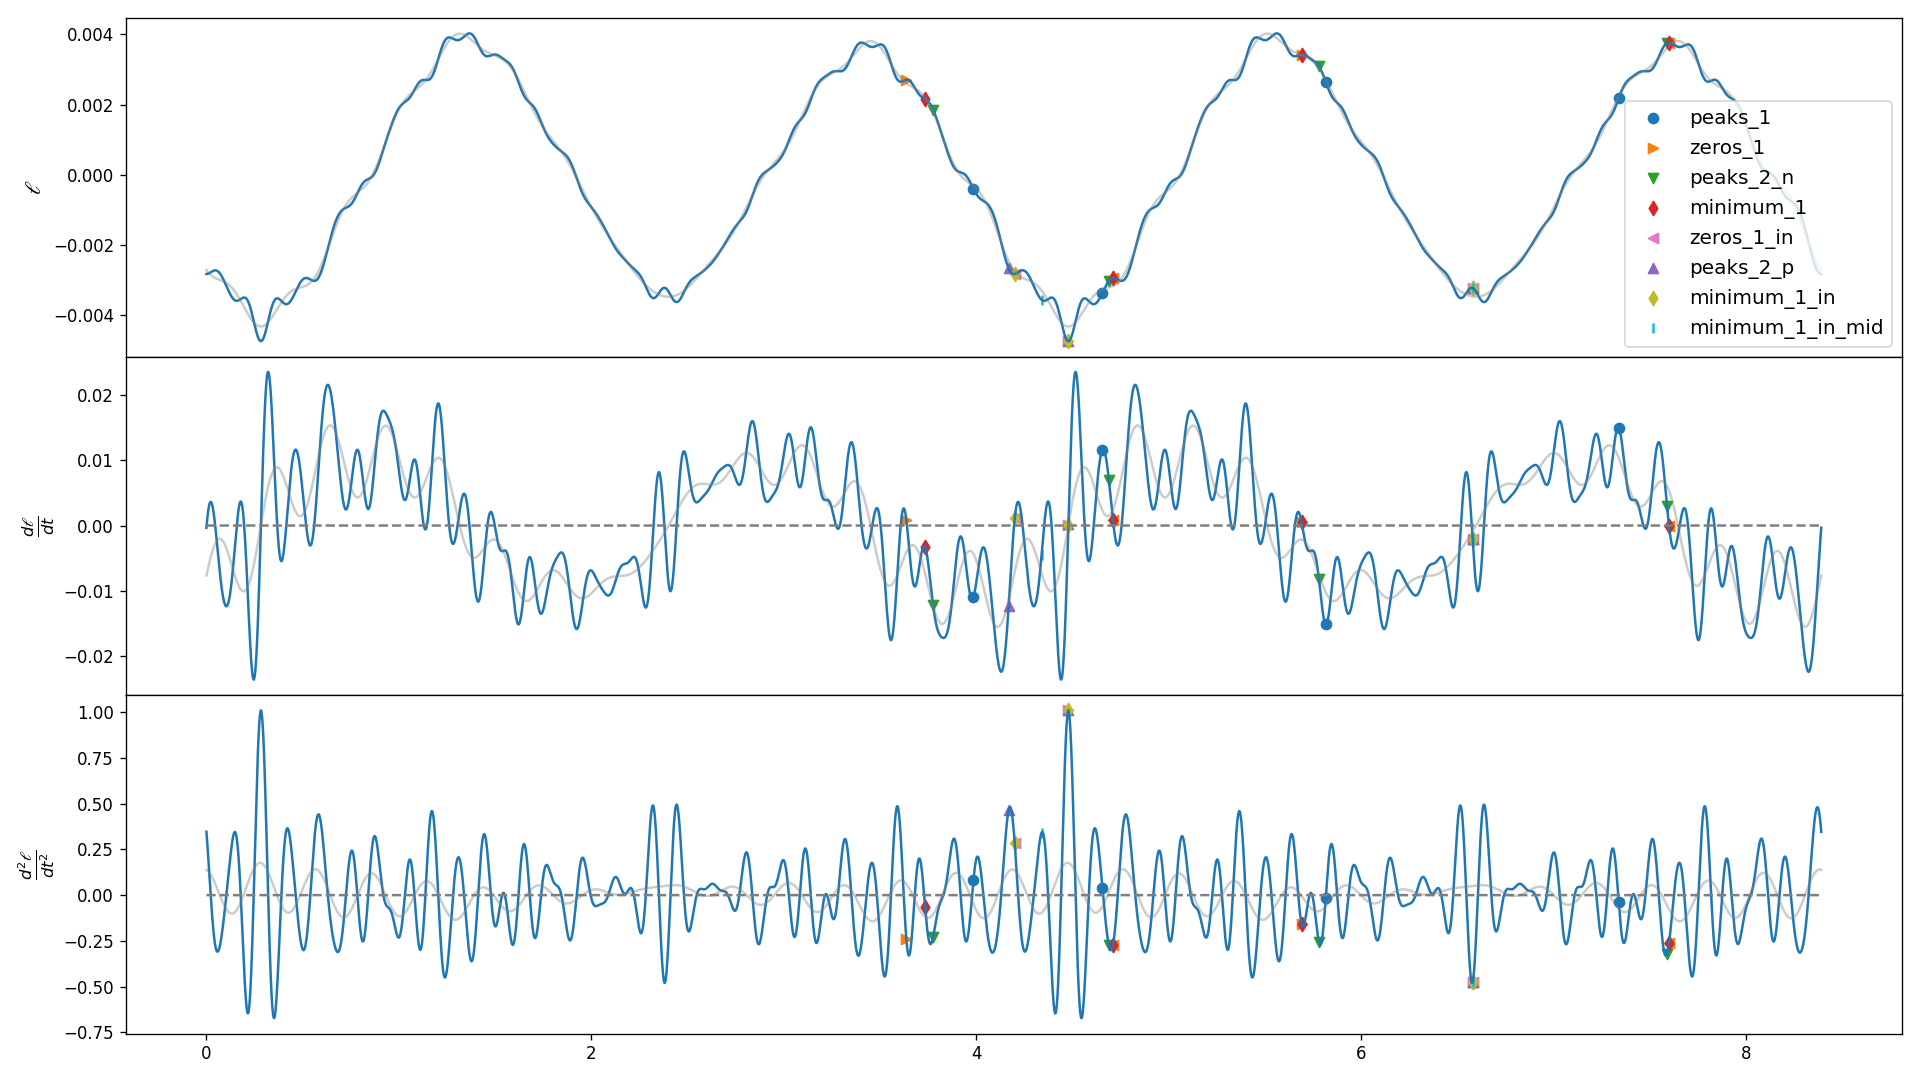 0.004
0.002
0.000
−0.002
−0.004
ℓ
peaks_1
zeros_1
peaks_2_n
minimum_1
zeros_1_in
peaks_2_p
minimum_1_in
minimum_1_in_mid
0.02
0.01
0.00
−0.01
−0.02
dℓ
dt
1.00
0.75
0.50
0.25
0.00
−0.25
−0.50
−0.75
d²ℓ
dt²
0 2 4 6 8